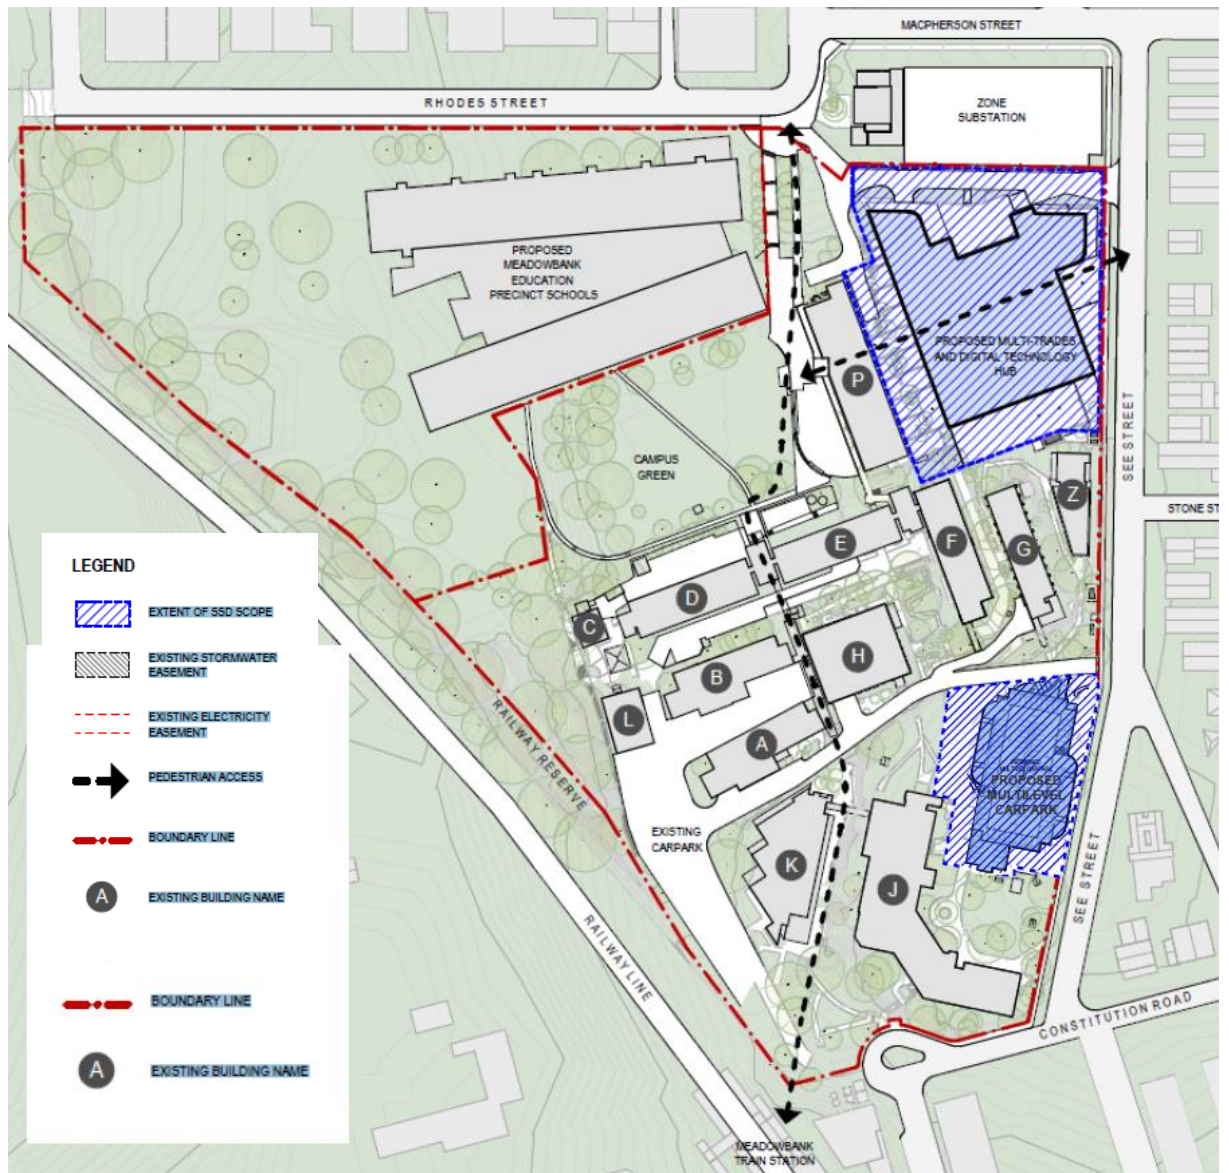 MACPHERSON STREET
RHODES STREET
ZONE
SUBSTATION
PROPOSED
MEADOWBANK
EDUCATION
PRECINCT SCHOOLS
PROPOSED MULTI-TRADES
AND DIGITAL TECHNOLOGY
HUB
P
SEE STREET
CAMPUS
GREEN
Z
STONE ST
E
F
G
D
C
H
B
L
A
RAILWAY RESERVE
PROPOSED
MULTILEVEL
CARPARK
EXISTING
CARPARK
K
J
SEE STREET
RAILWAY LINE
CONSTITUTION ROAD
MEADOWBANK
TRAIN STATION
LEGEND
EXTENT OF SSD SCOPE
EXISTING STORMWATER
EASEMENT
EXISTING ELECTRICITY
EASEMENT
PEDESTRIAN ACCESS
BOUNDARY LINE
A
EXISTING BUILDING NAME
BOUNDARY LINE
A
EXISTING BUILDING NAME